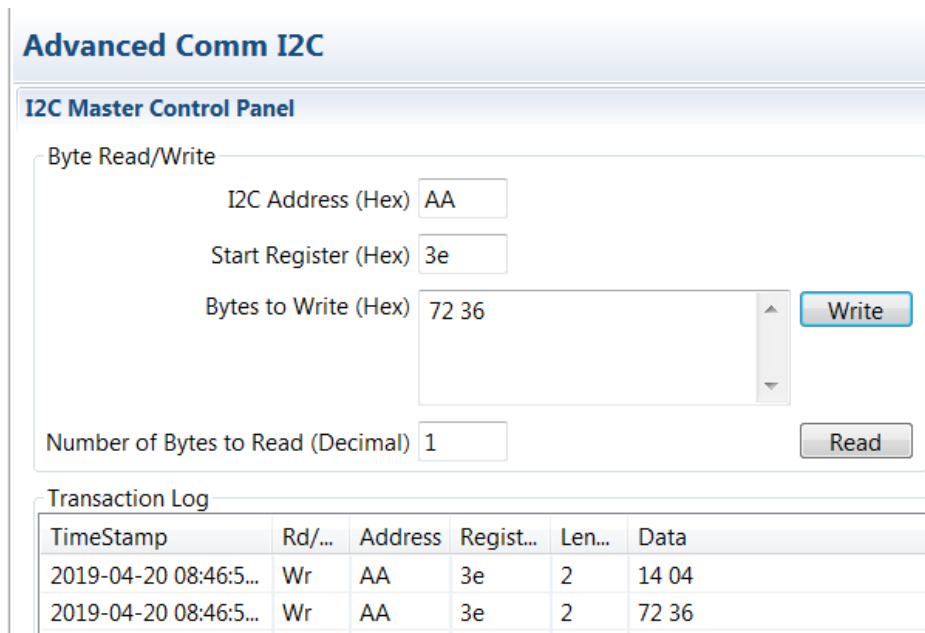 Advanced Comm I2C
I2C Master Control Panel
Byte Read/Write
I2C Address (Hex) AA
Start Register (Hex) 3e
Bytes to Write (Hex) 72 36 Write
Number of Bytes to Read (Decimal) 1 Read
Transaction Log
TimeStamp Rd/... Address Regist... Len... Data
2019-04-20 08:46:5... Wr AA 3e 2 14 04
2019-04-20 08:46:5... Wr AA 3e 2 72 36